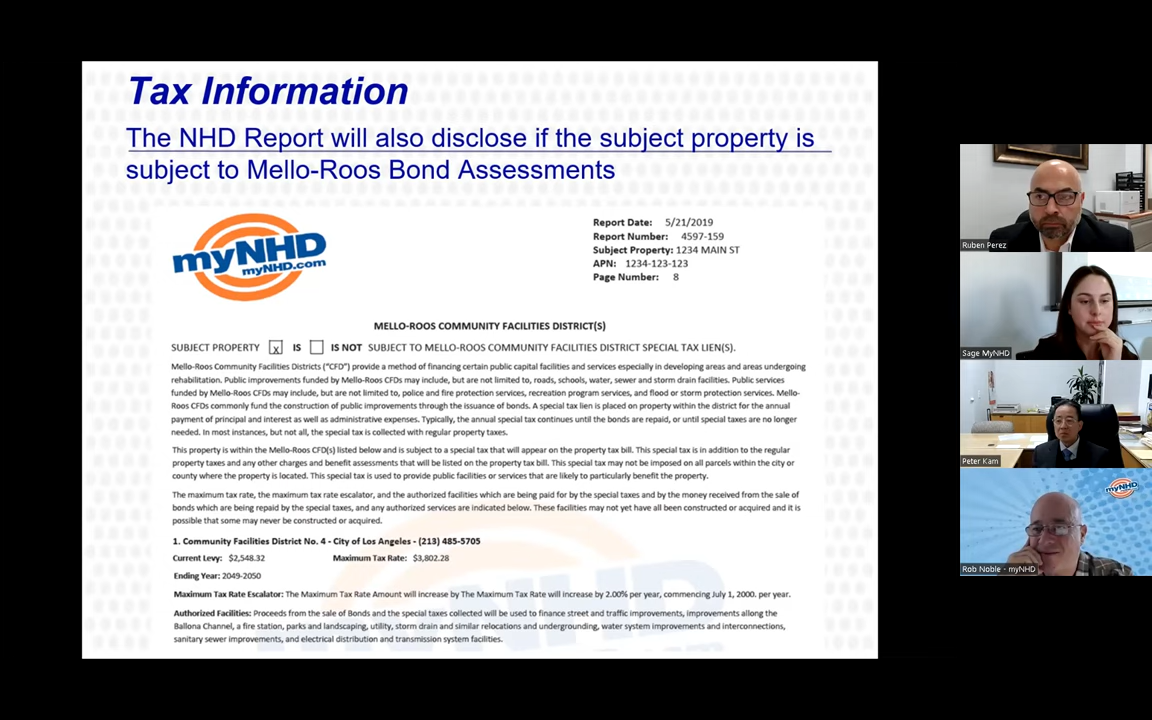 Tax Information
The NHD Report will also disclose if the subject property is
subject to Mello-Roos Bond Assessments
myNHD
myNHD.com
Report Date: 5/21/2019
Report Number: 4597-159
Subject Property: 1234 MAIN ST
APN: 1234-123-123
Page Number: 8
MELLO-ROOS COMMUNITY FACILITIES DISTRICT(S)
SUBJECT PROPERTY x IS IS NOT SUBJECT TO MELLO-ROOS COMMUNITY FACILITIES DISTRICT SPECIAL TAX LIEN(S).
Mello-Roos Community Facilities Districts ("CFD") provide a method of financing certain public capital facilities and services especially in developing areas and areas undergoing
rehabilitation. Public improvements funded by Mello-Roos CFDs may include, but are not limited to, roads, schools, water, sewer and storm drain facilities. Public services
funded by Mello-Roos CFDs may include, but are not limited to, police and fire protection services, recreation program services, and flood or storm protection services. Mello-
Roos CFDs commonly fund the construction of public improvements through the issuance of bonds. A special tax lien is placed on property within the district for the annual
payment of principal and interest as well as administrative expenses. Typically, the annual special tax continues until the bonds are repaid, or until special taxes are no longer
needed. In most instances, but not all, the special tax is collected with regular property taxes.
This property is within the Mello-Roos CFD(s) listed below and is subject to a special tax that will appear on the property tax bill. This special tax is in addition to the regular
property taxes and any other charges and benefit assessments that will be listed on the property tax bill. This special tax may not be imposed on all parcels within the city or
county where the property is located. This special tax is used to provide public facilities or services that are likely to particularly benefit the property.
The maximum tax rate, the maximum tax rate escalator, and the authorized facilities which are being paid for by the special taxes and by the money received from the sale of
bonds which are being repaid by the special taxes, and any authorized services are indicated below. These facilities may not yet have all been constructed or acquired and it is
possible that some may never be constructed or acquired.
1. Community Facilities District No. 4 - City of Los Angeles - (213) 485-5705
Current Levy: $2,548.32 Maximum Tax Rate: $3,802.28
Ending Year: 2049-2050
Maximum Tax Rate Escalator: The Maximum Tax Rate Amount will increase by The Maximum Tax Rate will increase by 2.00% per year, commencing July 1, 2000. per year.
Authorized Facilities: Proceeds from the sale of Bonds and the special taxes collected will be used to finance street and traffic improvements, improvements allong the
Ballona Channel, a fire station, parks and landscaping, utility, storm drain and similar relocations and undergrounding, water system improvements and interconnections,
sanitary sewer improvements, and electrical distribution and transmission system facilities.
Ruben Perez
Sage MyNHD
Peter Kam
myNHD
Rob Noble - myNHD